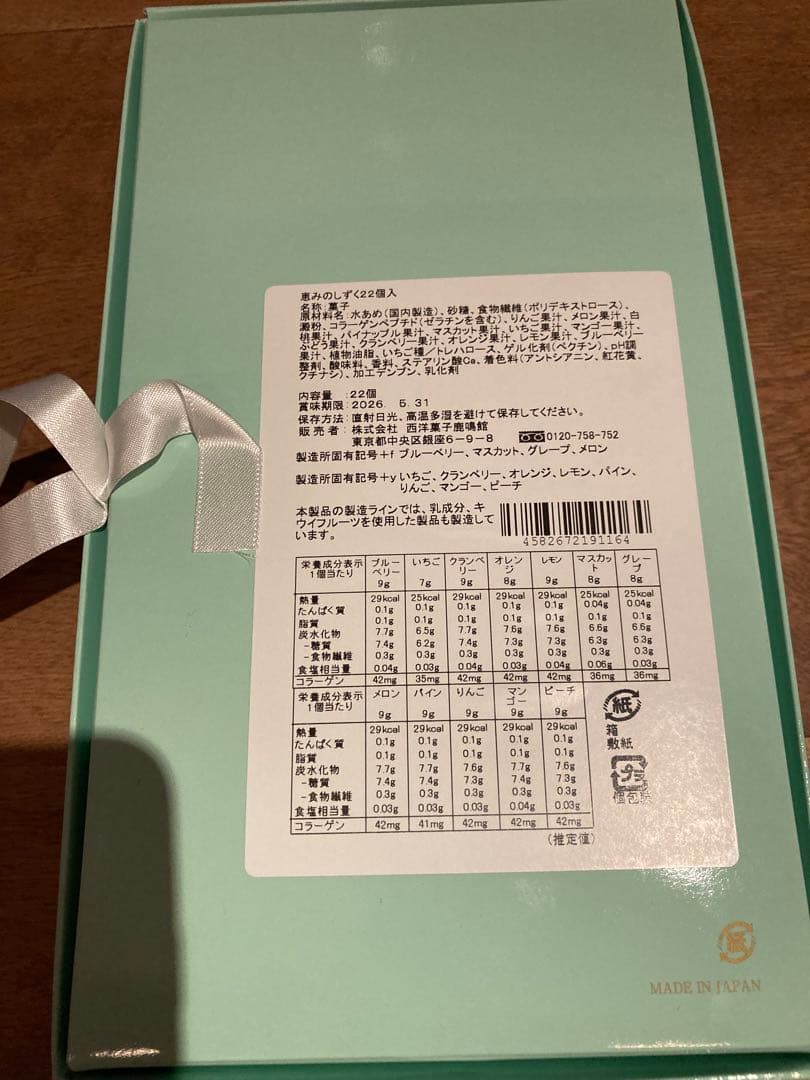 恵みのしずく22個入
名称:菓子
原材料名:水あめ(国内製造)、砂糖、食物繊維(ポリデキストロース)、
澱粉、コラーゲンペプチド(ゼラチンを含む)、りんご果汁、メロン果汁、白
桃果汁、パイナップル果汁、マスカット果汁、いちご果汁、マンゴー果汁、
ぶどう果汁、クランベリー果汁、オレンジ果汁、レモン果汁、ブルーベリー
果汁、植物油脂、いちご種/トレハロース、ゲル化剤(ペクチン)、pH調
整剤、酸味料、香料、ステアリン酸Ca、着色料(アントシアニン、紅花黄、
クチナシ)、加工デンプン、乳化剤
内容量 :22個
賞味期限:2026. 5.31
保存方法:直射日光、高温多湿を避けて保存してください。
販売者:株式会社 西洋菓子鹿鳴館
東京都中央区銀座6-9-8 0120-758-752
製造所固有記号+f ブルーベリー、マスカット、グレープ、メロン
製造所固有記号+y いちご、クランベリー、オレンジ、レモン、パイン、
りんご、マンゴー、ピーチ
本製品の製造ラインでは、乳成分、キ
ウイフルーツを使用した製品も製造して
います。
4582672191164
栄養成分表示 1個当たり ブルーベリー 9g いちご 7g クランベリー 9g オレンジ 8g レモン 9g マスカット 8g グレープ 8g
熱量 29kcal 25kcal 29kcal 29kcal 29kcal 25kcal 25kcal
たんぱく質 0.1g 0.1g 0.1g 0.1g 0.1g 0.04g 0.04g
脂質 0.1g 0.1g 0.1g 0.1g 0.1g 0.1g 0.1g
炭水化物 7.7g 6.5g 7.7g 7.6g 7.6g 6.6g 6.6g
-糖質 7.4g 6.2g 7.4g 7.3g 7.3g 6.3g 6.3g
-食物繊維 0.3g 0.3g 0.3g 0.3g 0.3g 0.3g 0.3g
食塩相当量 0.04g 0.03g 0.04g 0.03g 0.04g 0.06g 0.03g
コラーゲン 42mg 35mg 42mg 42mg 42mg 36mg 36mg
栄養成分表示 1個当たり メロン 9g パイン 9g りんご 9g マンゴー 9g ピーチ 9g
熱量 29kcal 29kcal 29kcal 29kcal 29kcal
たんぱく質 0.1g 0.1g 0.1g 0.1g 0.1g
脂質 0.1g 0.1g 0.1g 0.1g 0.1g
炭水化物 7.7g 7.7g 7.6g 7.7g 7.6g
-糖質 7.4g 7.4g 7.3g 7.4g 7.3g
-食物繊維 0.3g 0.3g 0.3g 0.3g 0.3g
食塩相当量 0.03g 0.03g 0.03g 0.04g 0.03g
コラーゲン 42mg 41mg 42mg 42mg 42mg
(推定値)
紙
箱
敷紙
プラ
個包装
紙
MADE IN JAPAN